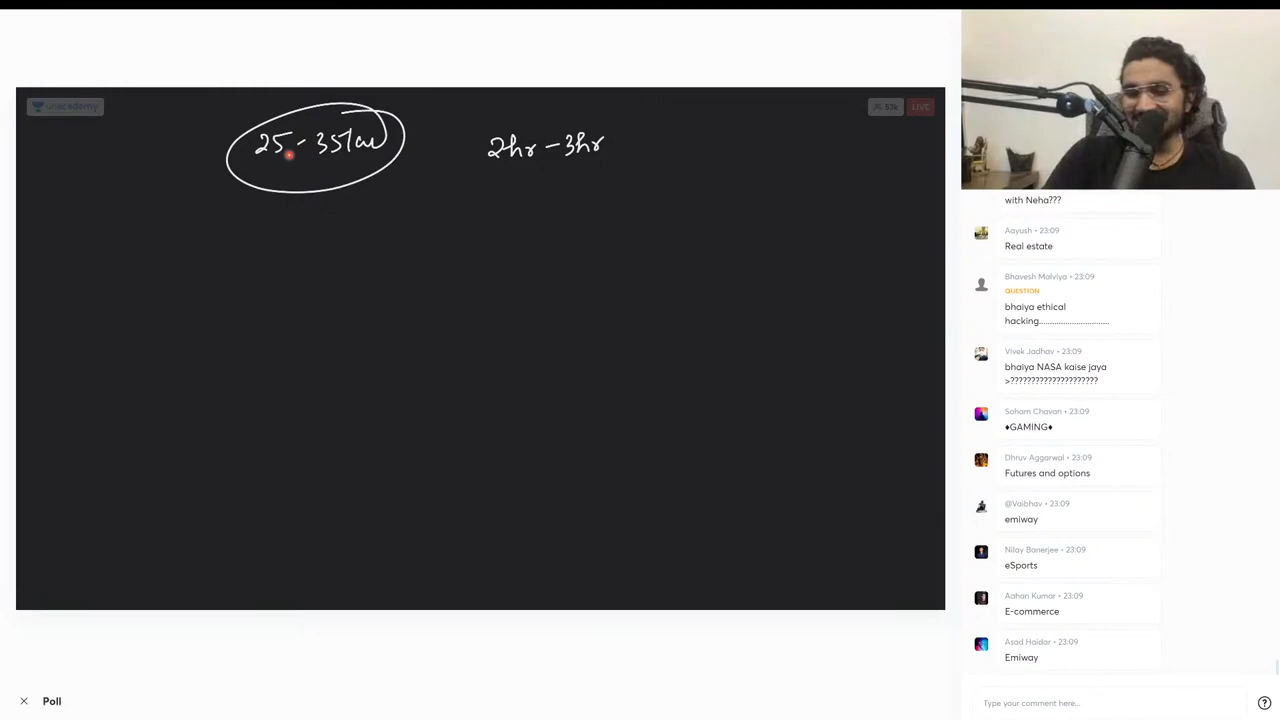 unacademy
53k LIVE
25 - 35 lac
2hr - 3hr
with Neha???
Aayush • 23:09
Real estate
Bhavesh Malviya • 23:09
QUESTION
bhaiya ethical
hacking..................................
Vivek Jadhav • 23:09
bhaiya NASA kaise jaya
>?????????????????????
Soham Chavan • 23:09
♦GAMING♦
Dhruv Aggarwal • 23:09
Futures and options
@Vaibhav • 23:09
emiway
Nilay Banerjee • 23:09
eSports
Aahan Kumar • 23:09
E-commerce
Asad Haidar • 23:09
Emiway
× Poll
Type your comment here...
?